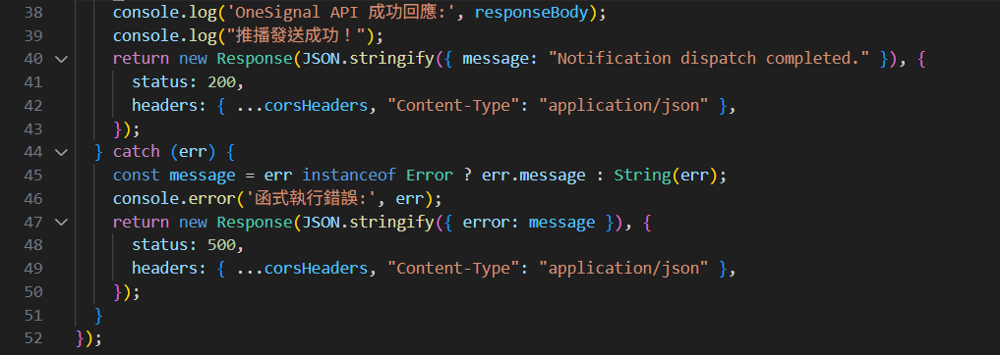 38 console.log('OneSignal API 成功回應:', responseBody);
39 console.log("推播發送成功！");
40 return new Response(JSON.stringify({ message: "Notification dispatch completed." }), {
41 status: 200,
42 headers: { ...corsHeaders, "Content-Type": "application/json" },
43 });
44 } catch (err) {
45 const message = err instanceof Error ? err.message : String(err);
46 console.error('函式執行錯誤:', err);
47 return new Response(JSON.stringify({ error: message }), {
48 status: 500,
49 headers: { ...corsHeaders, "Content-Type": "application/json" },
50 });
51 }
52 });